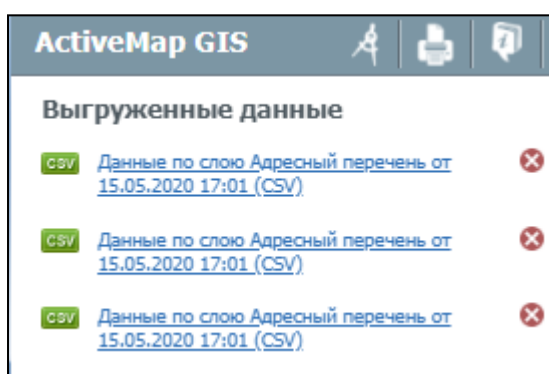 ActiveMap GIS
Выгруженные данные
CSV Данные по слою Адресный перечень от
15.05.2020 17:01 (CSV)
CSV Данные по слою Адресный перечень от
15.05.2020 17:01 (CSV)
CSV Данные по слою Адресный перечень от
15.05.2020 17:01 (CSV)